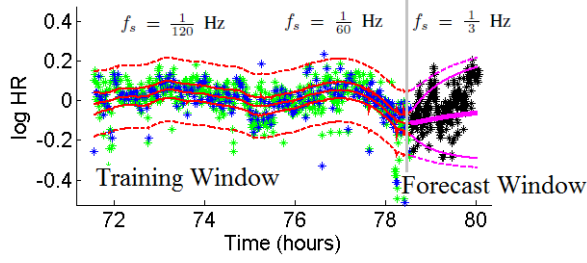 f_s = 1/120 Hz f_s = 1/60 Hz f_s = 1/3 Hz
0.4
0.2
0
-0.2
-0.4
log HR
Training Window Forecast Window
72 74 76 78 80
Time (hours)